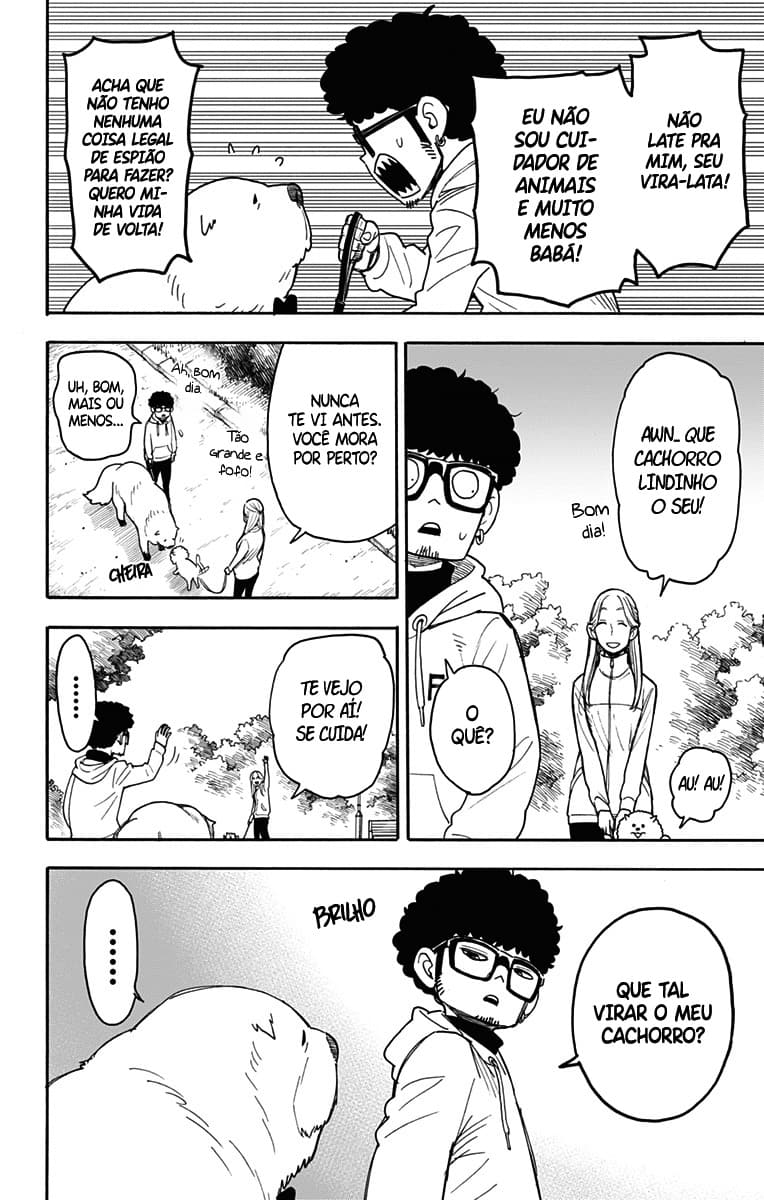 NÃO
LATE PRA
MIM, SEU
VIRA-LATA!
EU NÃO
SOU CUI-
DADOR DE
ANIMAIS
E MUITO
MENOS
BABÁ!
ACHA QUE
NÃO TENHO
NENHUMA
COISA LEGAL
DE ESPIÃO
PARA FAZER?
QUERO MI-
NHA VIDA
DE VOLTA!
AWN... QUE
CACHORRO
LINDINHO
O SEU!
Bom
dia!
O
QUÊ?
AU! AU!
NUNCA
TE VI ANTES.
VOCÊ MORA
POR PERTO?
Ah, Bom
dia
Tão
Grande e
fofo!
UH, BOM,
MAIS OU
MENOS...
CHEIRA
TE VEJO
POR AÍ!
SE CUIDA!
......
QUE TAL
VIRAR O MEU
CACHORRO?
BRILHO
......